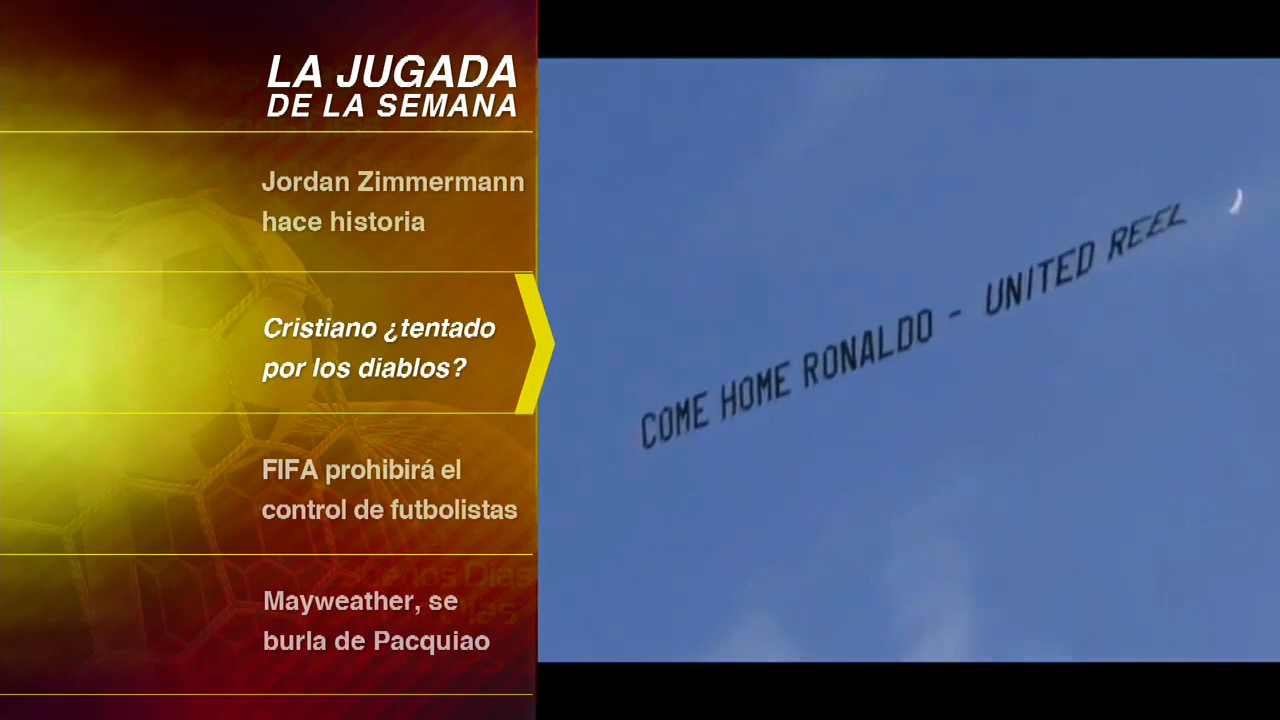 LA JUGADA
DE LA SEMANA
Jordan Zimmermann
hace historia
Cristiano ¿tentado
por los diablos?
FIFA prohibirá el
control de futbolistas
Mayweather, se
burla de Pacquiao
COME HOME RONALDO - UNITED REEL